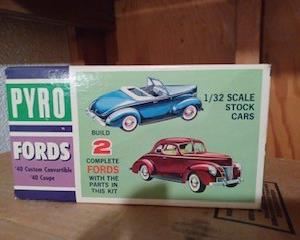 PYRO
FORDS
'40 Custom Convertible
'40 Coupe
1/32 SCALE
STOCK
CARS
BUILD
2
COMPLETE
FORDS
WITH THE
PARTS IN
THIS KIT